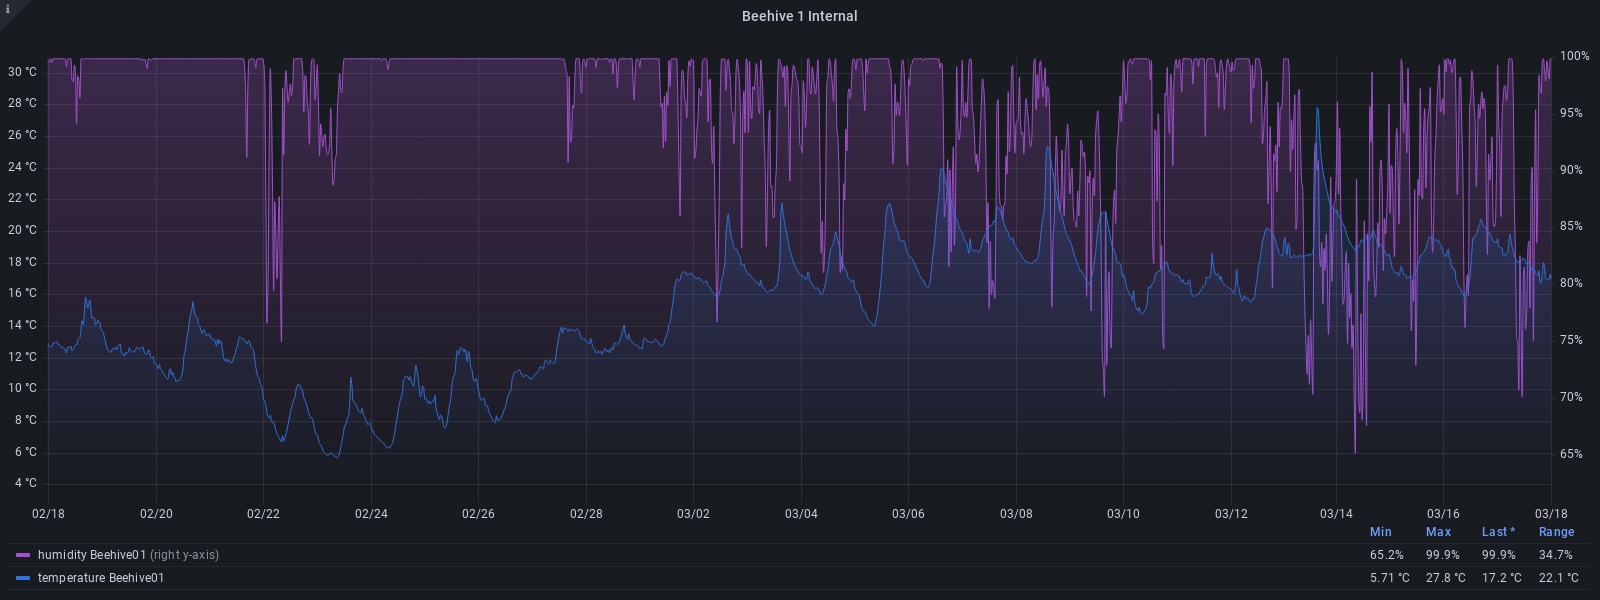 i
Beehive 1 Internal
30 °C
28 °C
26 °C
24 °C
22 °C
20 °C
18 °C
16 °C
14 °C
12 °C
10 °C
8 °C
6 °C
4 °C
100%
95%
90%
85%
80%
75%
70%
65%
02/18 02/20 02/22 02/24 02/26 02/28 03/02 03/04 03/06 03/08 03/10 03/12 03/14 03/16 03/18
Min Max Last * Range
humidity Beehive01 (right y-axis) 65.2% 99.9% 99.9% 34.7%
temperature Beehive01 5.71 °C 27.8 °C 17.2 °C 22.1 °C